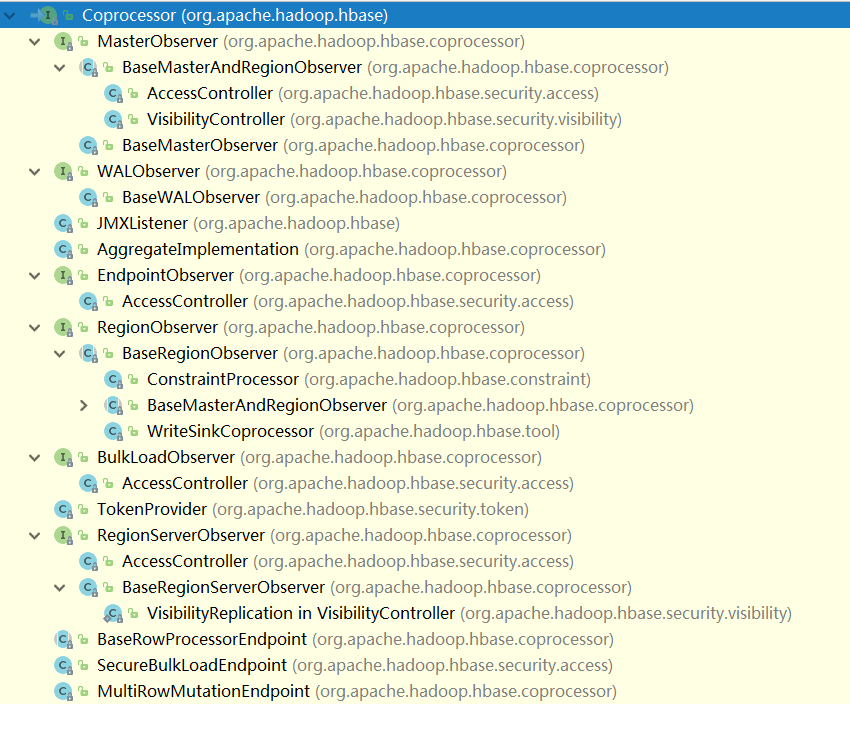 Coprocessor (org.apache.hadoop.hbase)
MasterObserver (org.apache.hadoop.hbase.coprocessor)
BaseMasterAndRegionObserver (org.apache.hadoop.hbase.coprocessor)
AccessController (org.apache.hadoop.hbase.security.access)
VisibilityController (org.apache.hadoop.hbase.security.visibility)
BaseMasterObserver (org.apache.hadoop.hbase.coprocessor)
WALObserver (org.apache.hadoop.hbase.coprocessor)
BaseWALObserver (org.apache.hadoop.hbase.coprocessor)
JMXListener (org.apache.hadoop.hbase)
AggregateImplementation (org.apache.hadoop.hbase.coprocessor)
EndpointObserver (org.apache.hadoop.hbase.coprocessor)
AccessController (org.apache.hadoop.hbase.security.access)
RegionObserver (org.apache.hadoop.hbase.coprocessor)
BaseRegionObserver (org.apache.hadoop.hbase.coprocessor)
ConstraintProcessor (org.apache.hadoop.hbase.constraint)
BaseMasterAndRegionObserver (org.apache.hadoop.hbase.coprocessor)
WriteSinkCoprocessor (org.apache.hadoop.hbase.tool)
BulkLoadObserver (org.apache.hadoop.hbase.coprocessor)
AccessController (org.apache.hadoop.hbase.security.access)
TokenProvider (org.apache.hadoop.hbase.security.token)
RegionServerObserver (org.apache.hadoop.hbase.coprocessor)
AccessController (org.apache.hadoop.hbase.security.access)
BaseRegionServerObserver (org.apache.hadoop.hbase.coprocessor)
VisibilityReplication in VisibilityController (org.apache.hadoop.hbase.security.visibility)
BaseRowProcessorEndpoint (org.apache.hadoop.hbase.coprocessor)
SecureBulkLoadEndpoint (org.apache.hadoop.hbase.security.access)
MultiRowMutationEndpoint (org.apache.hadoop.hbase.coprocessor)